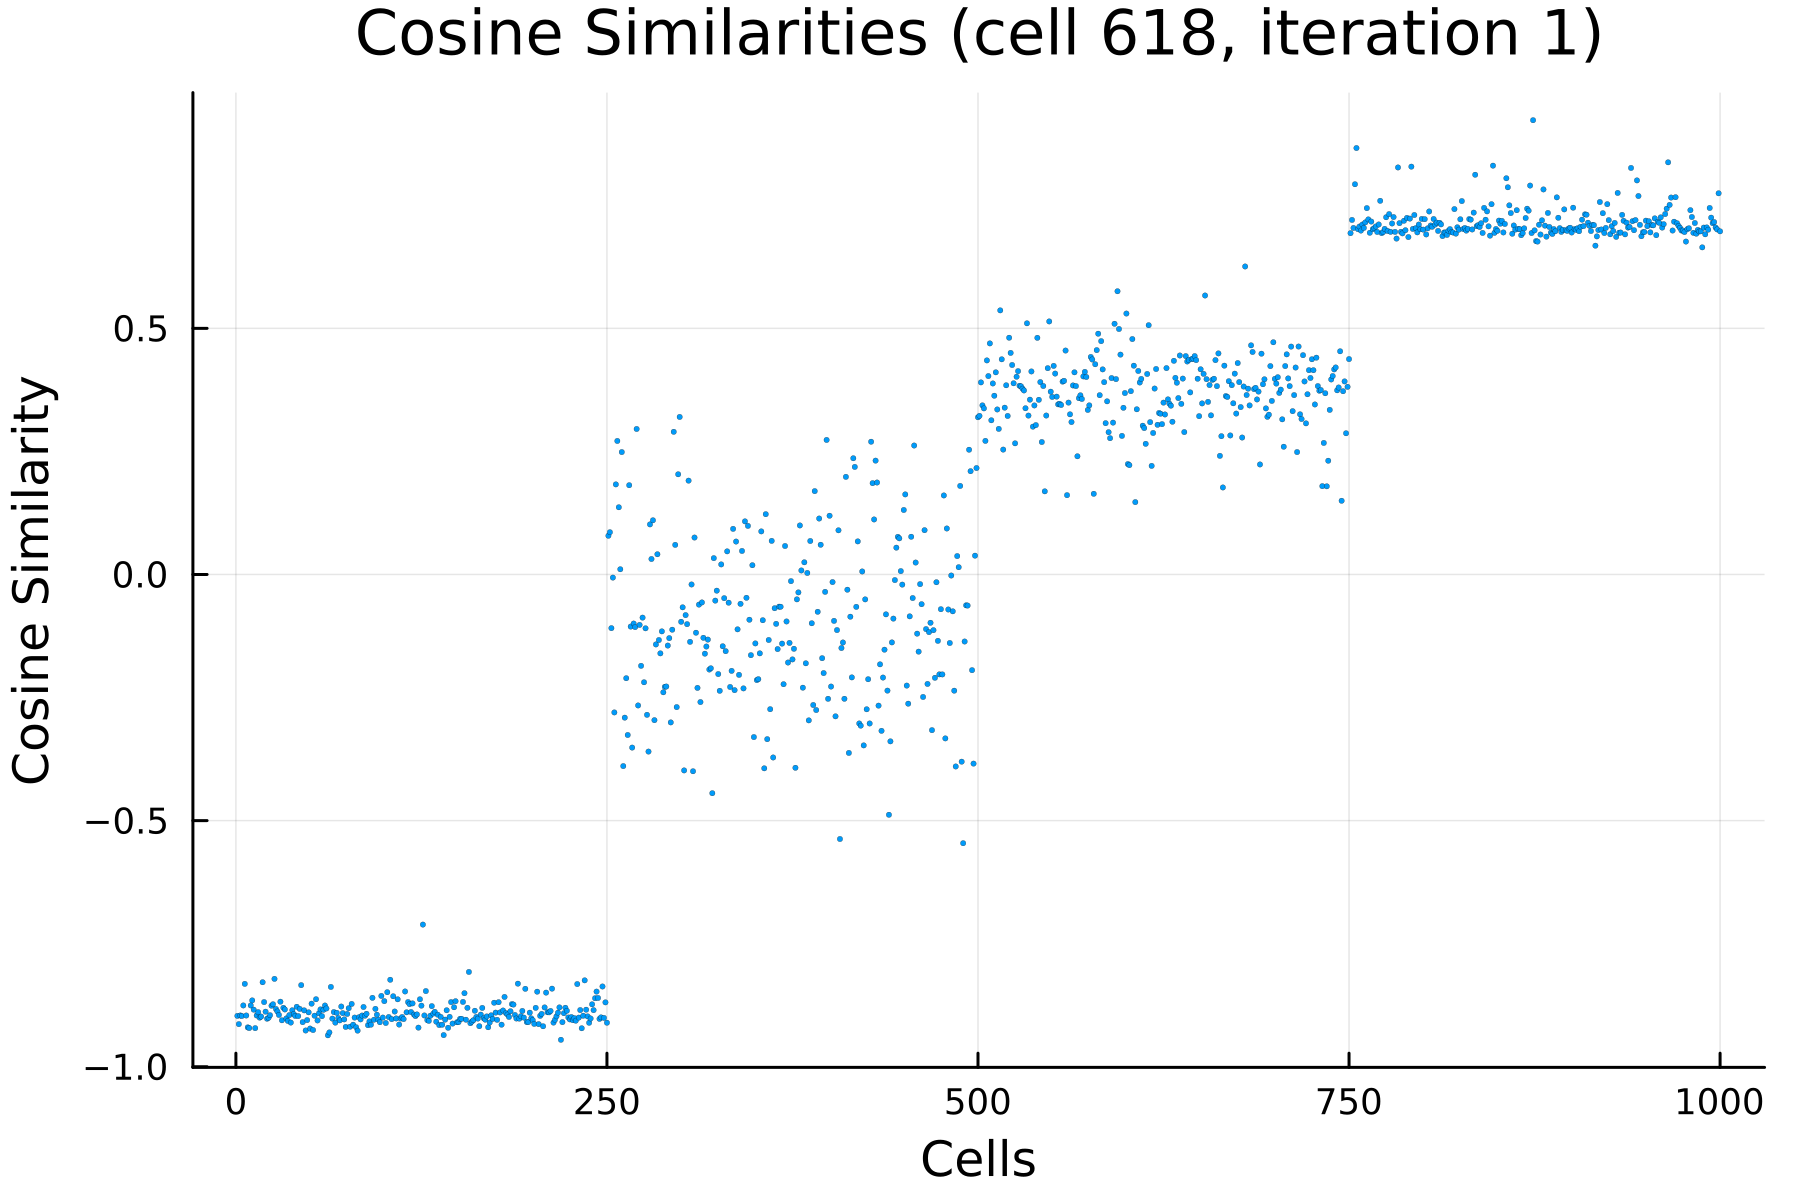 Cosine Similarities (cell 618, iteration 1)
Cosine Similarity
0.5
0.0
−0.5
−1.0
0 250 500 750 1000
Cells